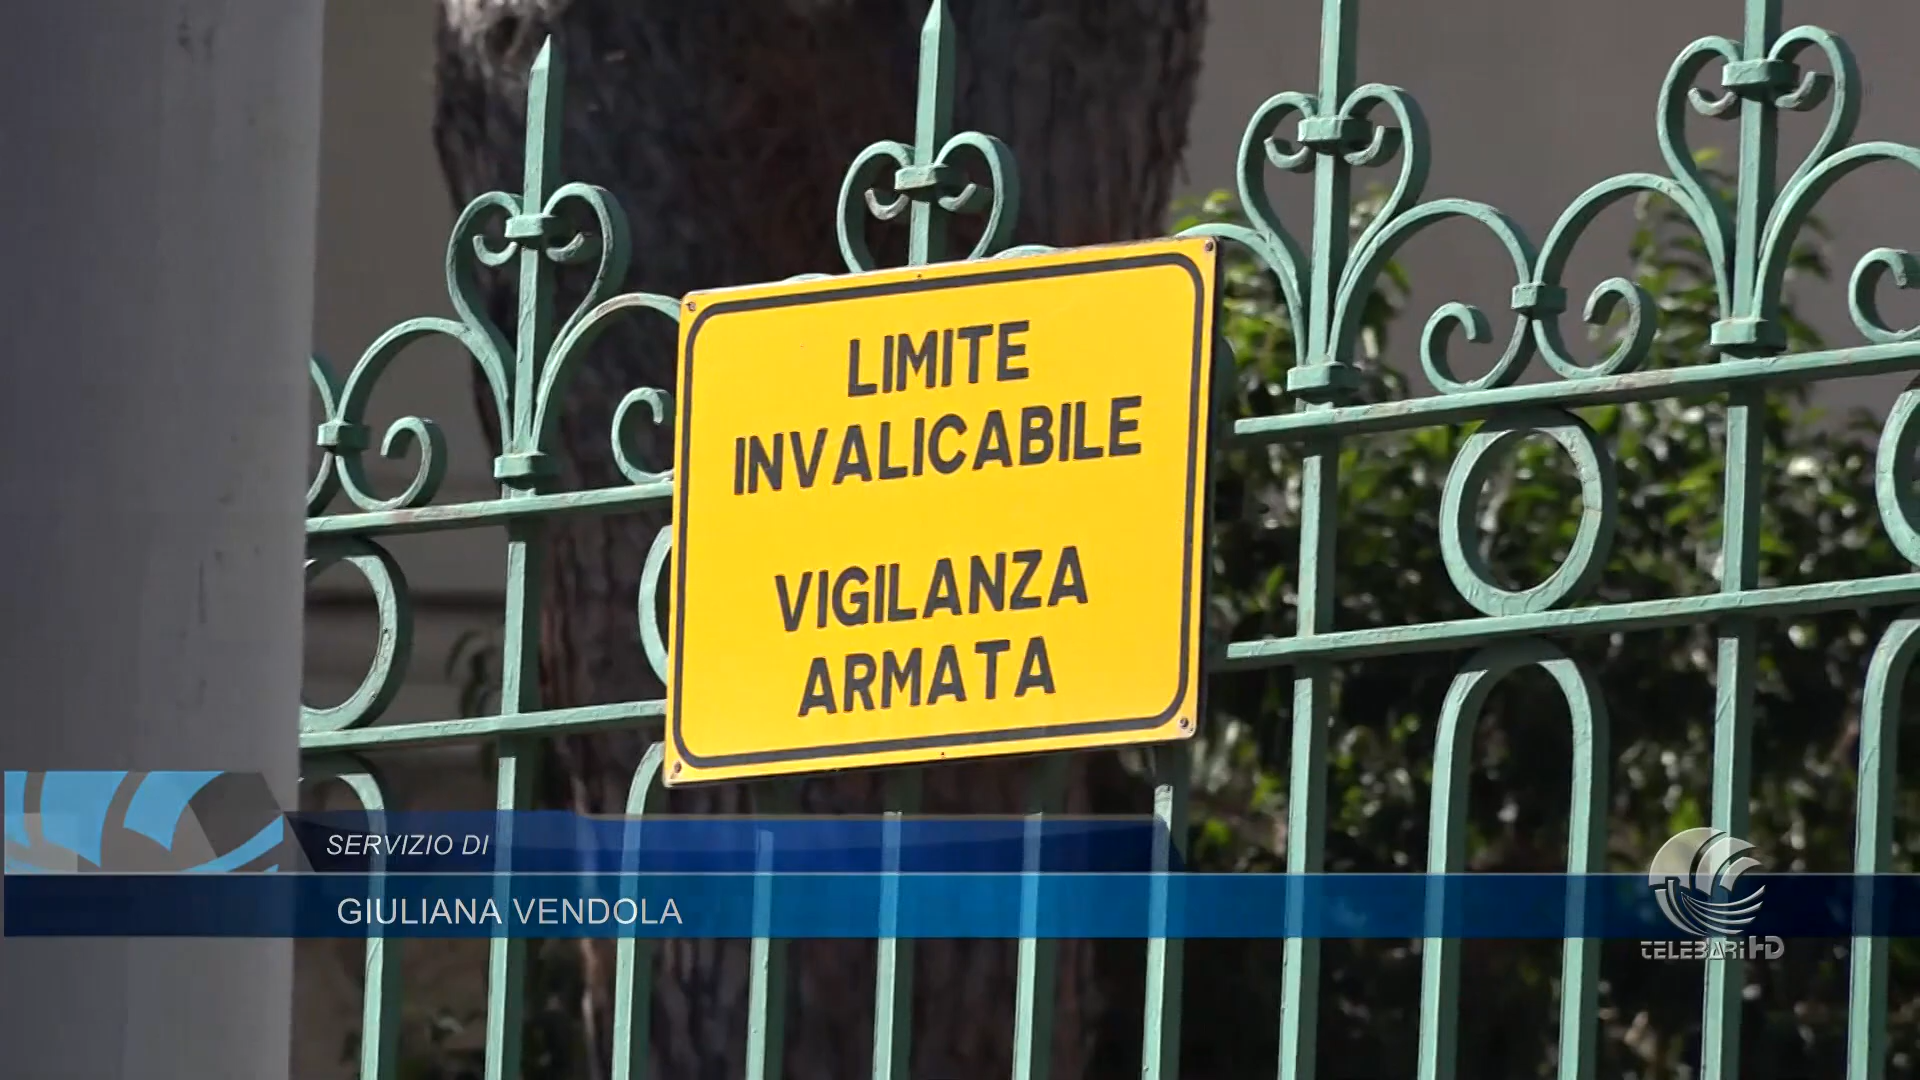 LIMITE
INVALICABILE
VIGILANZA
ARMATA
SERVIZIO DI
GIULIANA VENDOLA
TELEBARI HD